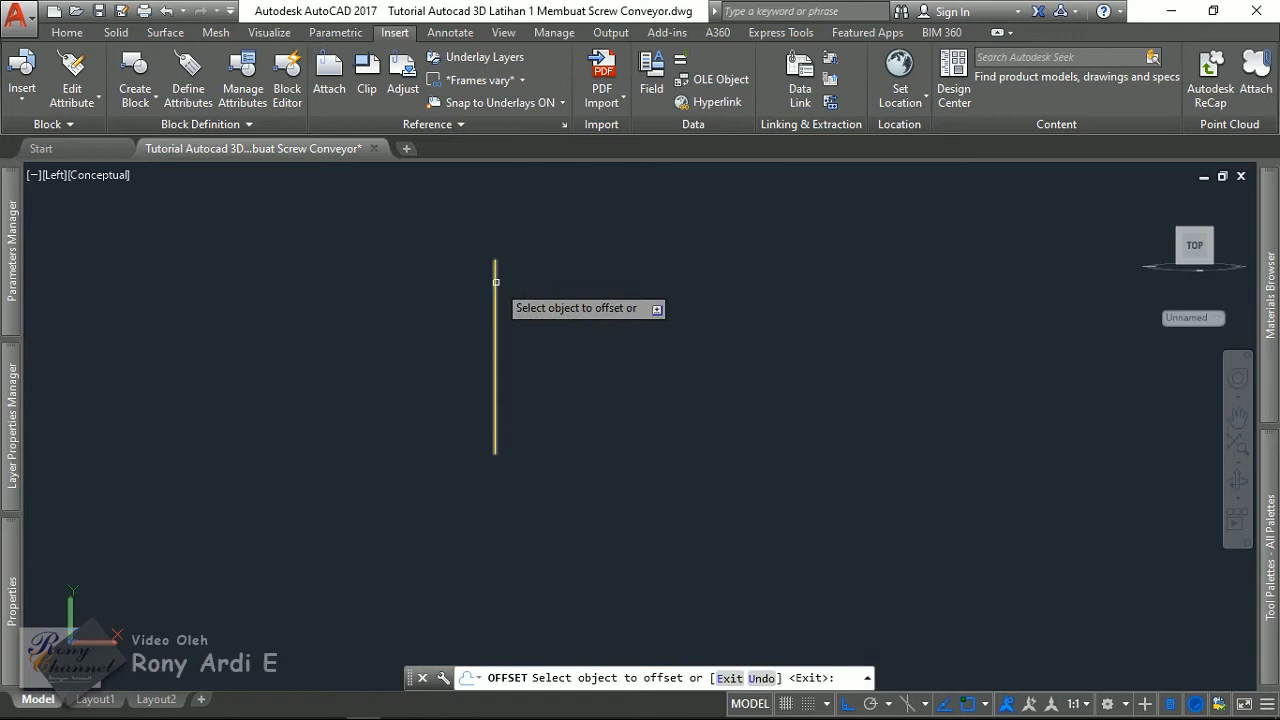 Autodesk AutoCAD 2017 Tutorial Autocad 3D Latihan 1 Membuat Screw Conveyor.dwg Type a keyword or phrase Sign In
Home Solid Surface Mesh Visualize Parametric Insert Annotate View Manage Output Add-ins A360 Express Tools Featured Apps BIM 360
Insert
Edit
Attribute
Create
Block
Define
Attributes
Manage
Attributes
Block
Editor
Attach
Clip
Adjust
Underlay Layers
*Frames vary*
Snap to Underlays ON
PDF
PDF
Import
Field
OLE Object
Hyperlink
Data
Link
Set
Location
Design
Center
Search Autodesk Seek
Find product models, drawings and specs
Autodesk
ReCap
Attach
Block Block Definition Reference Import Data Linking & Extraction Location Content Point Cloud
Start Tutorial Autocad 3D...buat Screw Conveyor*
[−][Left][Conceptual]
TOP
Unnamed
Select object to offset or
Parameters Manager
Layer Properties Manager
Properties
Materials Browser
Tool Palettes - All Palettes
Y
X
Rony
Channel
Video Oleh
Rony Ardi E
OFFSET Select object to offset or [Exit Undo] <Exit>:
Model Layout1 Layout2 +
MODEL 1:1